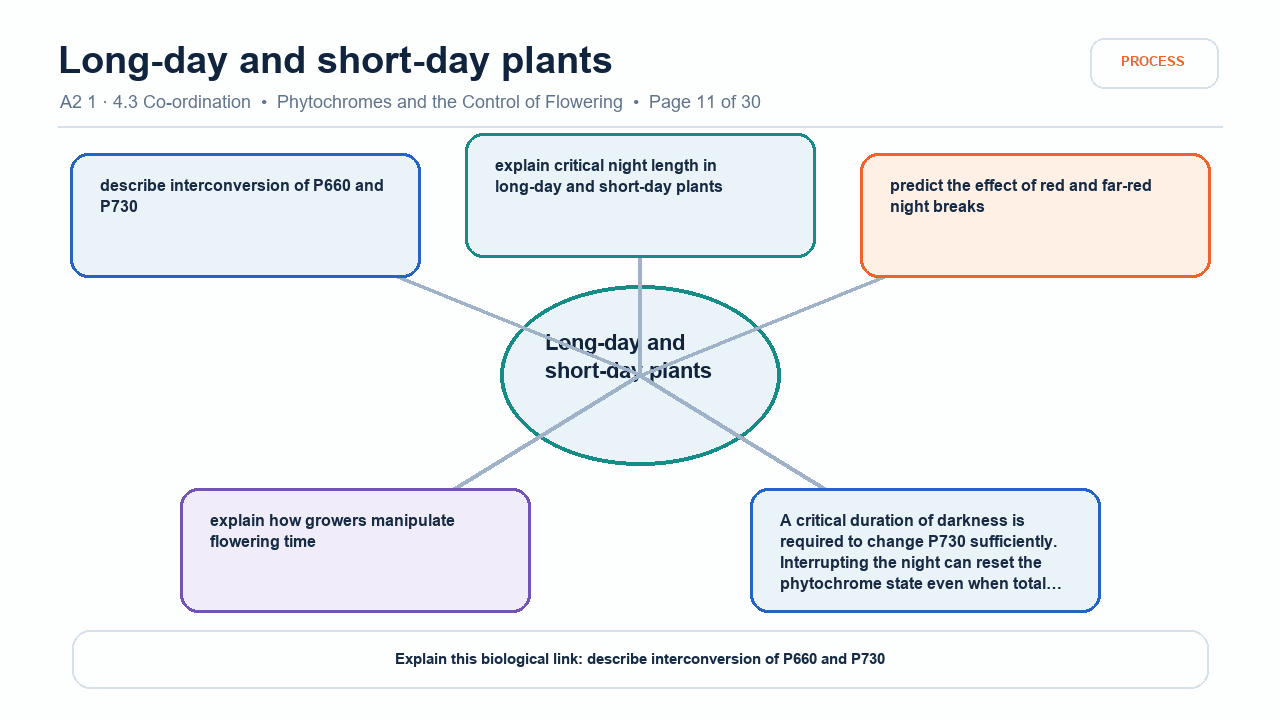 Long-day and short-day plants
PROCESS
A2 1 · 4.3 Co-ordination • Phytochromes and the Control of Flowering • Page 11 of 30
describe interconversion of P660 and
P730
explain critical night length in
long-day and short-day plants
predict the effect of red and far-red
night breaks
Long-day and
short-day plants
explain how growers manipulate
flowering time
A critical duration of darkness is
required to change P730 sufficiently.
Interrupting the night can reset the
phytochrome state even when total…
Explain this biological link: describe interconversion of P660 and P730